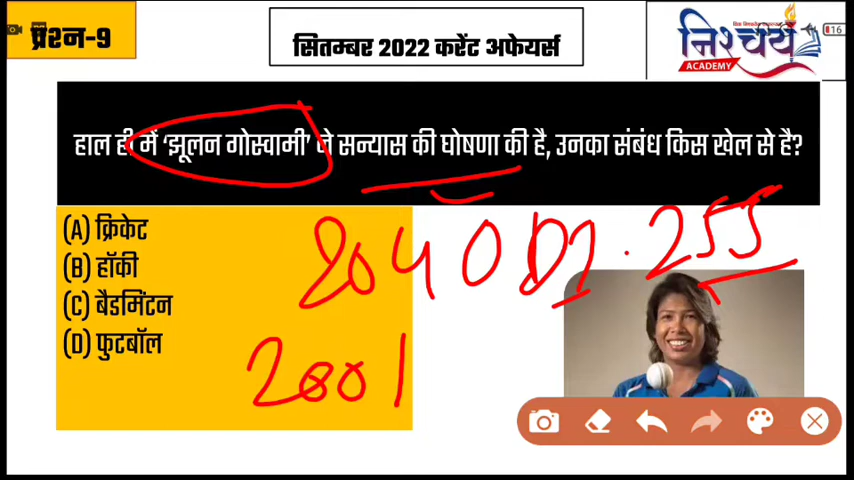 प्रश्न-9
सितम्बर 2022 करेंट अफेयर्स
निश्चय
ACADEMY
16
हाल ही में 'झूलन गोस्वामी' ने सन्यास की घोषणा की है, उनका संबंध किस खेल से है?
(A) क्रिकेट
(B) हॉकी
(C) बैडमिंटन
(D) फुटबॉल
204 ODI. 255
2001